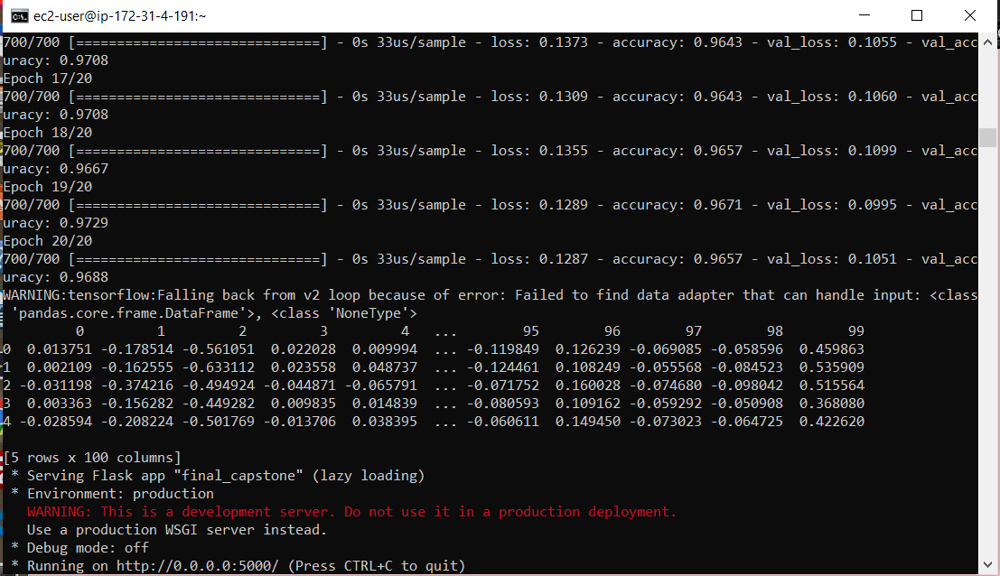 ec2-user@ip-172-31-4-191:~
700/700 [==============================] - 0s 33us/sample - loss: 0.1373 - accuracy: 0.9643 - val_loss: 0.1055 - val_acc
uracy: 0.9708
Epoch 17/20
700/700 [==============================] - 0s 33us/sample - loss: 0.1309 - accuracy: 0.9643 - val_loss: 0.1060 - val_acc
uracy: 0.9708
Epoch 18/20
700/700 [==============================] - 0s 33us/sample - loss: 0.1355 - accuracy: 0.9657 - val_loss: 0.1099 - val_acc
uracy: 0.9667
Epoch 19/20
700/700 [==============================] - 0s 33us/sample - loss: 0.1289 - accuracy: 0.9671 - val_loss: 0.0995 - val_acc
uracy: 0.9729
Epoch 20/20
700/700 [==============================] - 0s 33us/sample - loss: 0.1287 - accuracy: 0.9657 - val_loss: 0.1051 - val_acc
uracy: 0.9688
WARNING:tensorflow:Falling back from v2 loop because of error: Failed to find data adapter that can handle input: <class
 'pandas.core.frame.DataFrame'>, <class 'NoneType'>
         0         1         2         3         4   ...        95        96        97        98        99
0  0.013751 -0.178514 -0.561051  0.022028  0.009994  ... -0.119849  0.126239 -0.069085 -0.058596  0.459863
1  0.002109 -0.162555 -0.633112  0.023558  0.048737  ... -0.124461  0.108249 -0.055568 -0.084523  0.535909
2 -0.031198 -0.374216 -0.494924 -0.044871 -0.065791  ... -0.071752  0.160028 -0.074680 -0.098042  0.515564
3  0.003363 -0.156282 -0.449282  0.009835  0.014839  ... -0.080593  0.109162 -0.059292 -0.050908  0.368080
4 -0.028594 -0.208224 -0.501769 -0.013706  0.038395  ... -0.060611  0.149450 -0.073023 -0.064725  0.422620
[5 rows x 100 columns]
 * Serving Flask app "final_capstone" (lazy loading)
 * Environment: production
   WARNING: This is a development server. Do not use it in a production deployment.
   Use a production WSGI server instead.
 * Debug mode: off
 * Running on http://0.0.0.0:5000/ (Press CTRL+C to quit)